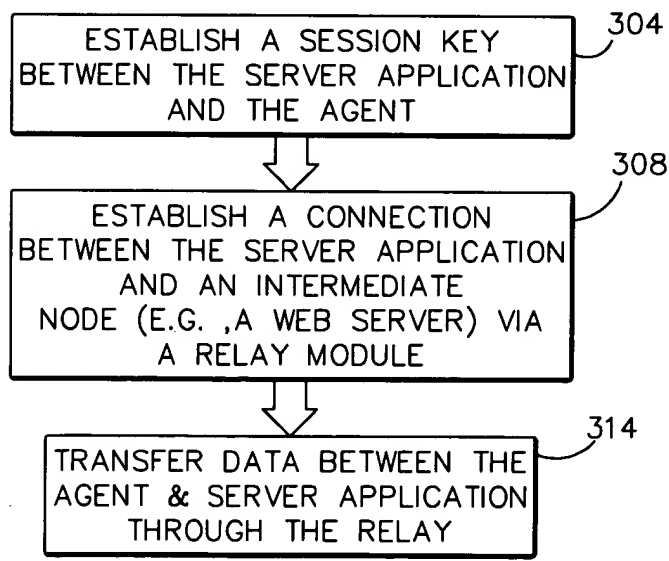 ESTABLISH A SESSION KEY
BETWEEN THE SERVER APPLICATION
AND THE AGENT
304
ESTABLISH A CONNECTION
BETWEEN THE SERVER APPLICATION
AND AN INTERMEDIATE
NODE (E.G. ,A WEB SERVER) VIA
A RELAY MODULE
308
TRANSFER DATA BETWEEN THE
AGENT & SERVER APPLICATION
THROUGH THE RELAY
314